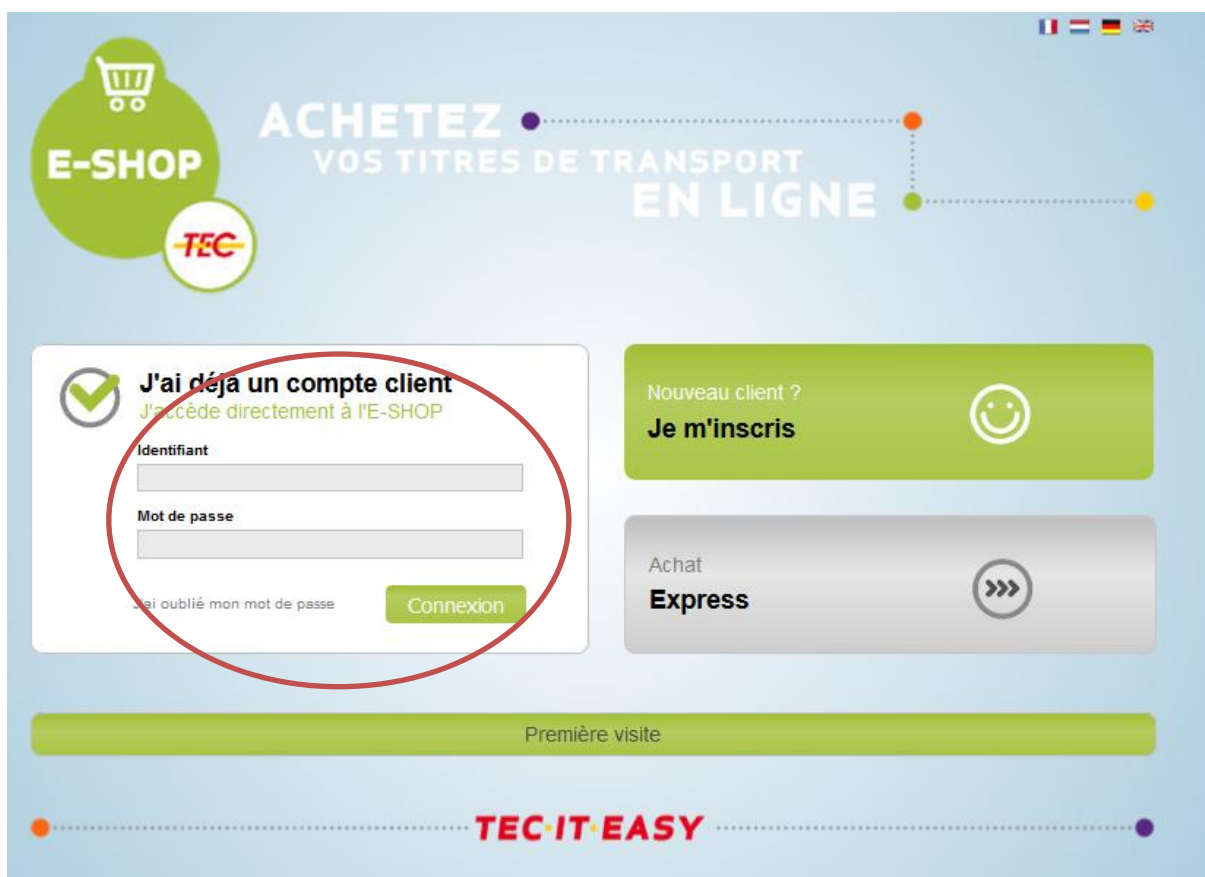 E-SHOP
TEC
ACHETEZ
VOS TITRES DE TRANSPORT
EN LIGNE
J'ai déjà un compte client
J'accède directement à l'E-SHOP
Identifiant
Mot de passe
J'ai oublié mon mot de passe
Connexion
Nouveau client ?
Je m'inscris
Achat
Express
Première visite
TEC·IT·EASY